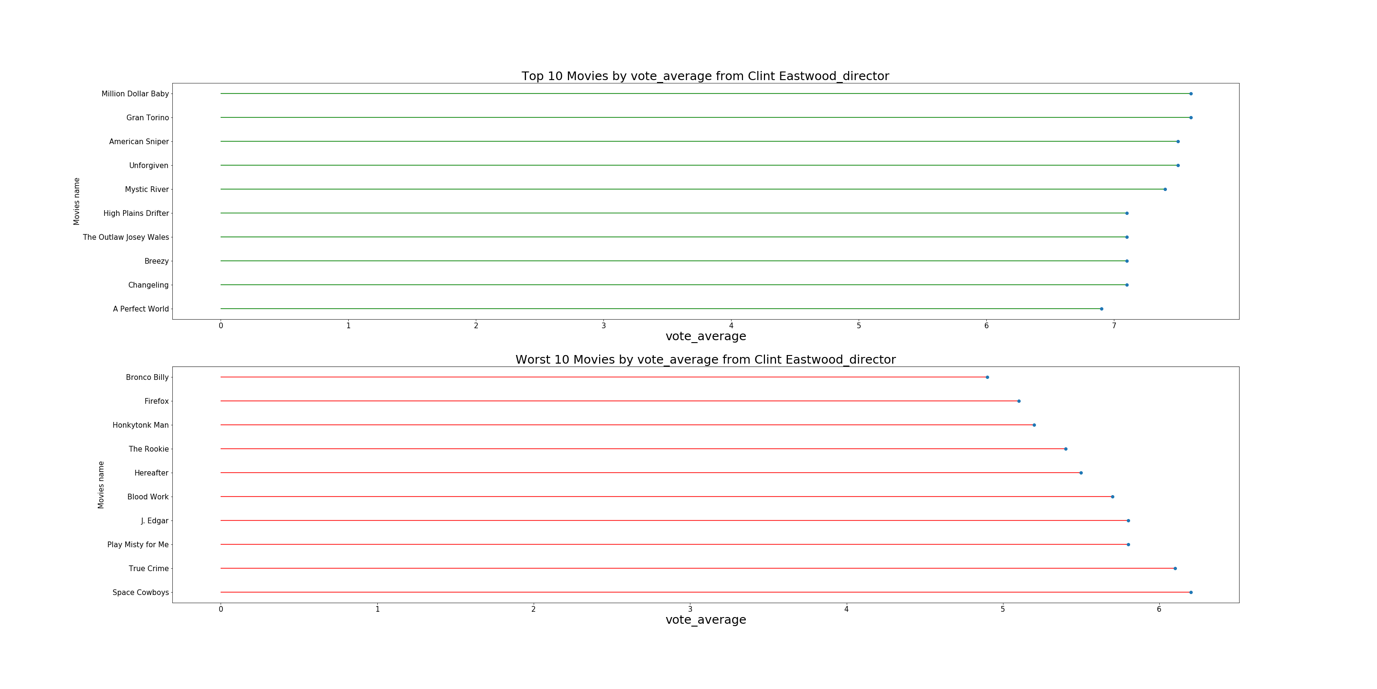 Top 10 Movies by vote_average from Clint Eastwood_director
Movies name
Million Dollar Baby
Gran Torino
American Sniper
Unforgiven
Mystic River
High Plains Drifter
The Outlaw Josey Wales
Breezy
Changeling
A Perfect World
0 1 2 3 4 5 6 7
vote_average
Worst 10 Movies by vote_average from Clint Eastwood_director
Movies name
Bronco Billy
Firefox
Honkytonk Man
The Rookie
Hereafter
Blood Work
J. Edgar
Play Misty for Me
True Crime
Space Cowboys
0 1 2 3 4 5 6
vote_average